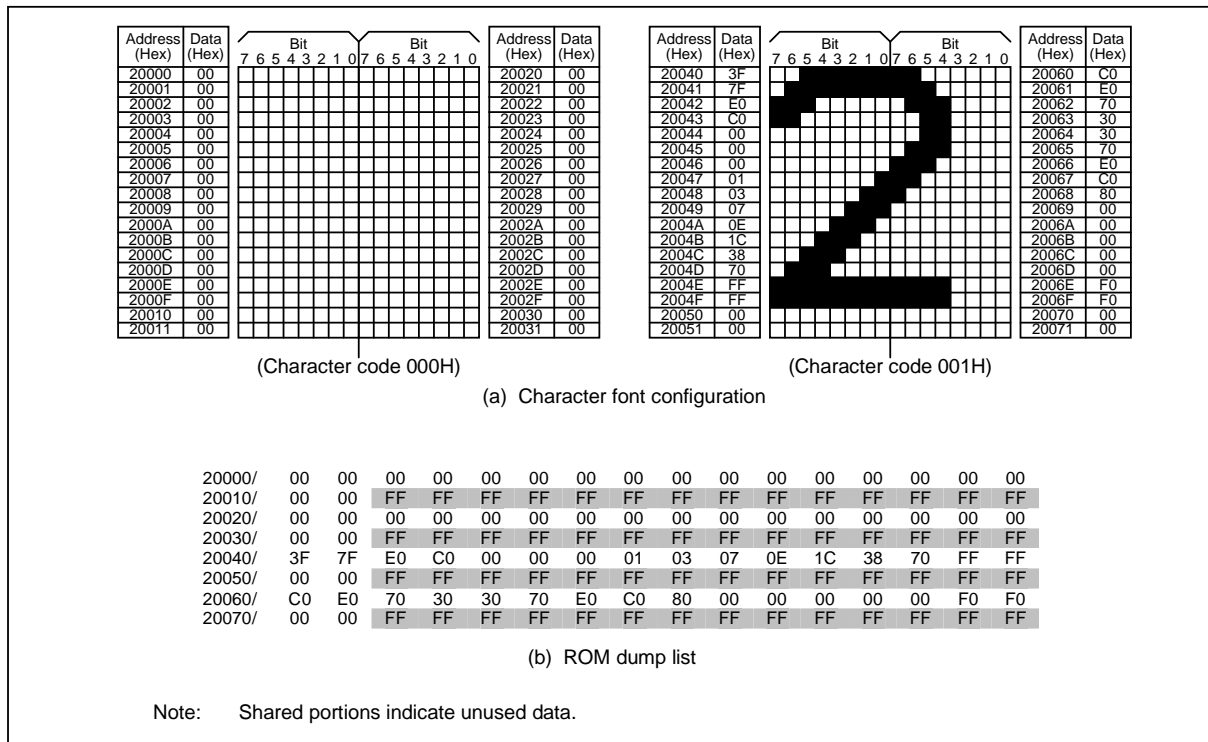 Address Data Bit Bit Address Data Address Data Bit Bit Address Data
(Hex) (Hex) 7 6 5 4 3 2 1 0 7 6 5 4 3 2 1 0 (Hex) (Hex) (Hex) (Hex) 7 6 5 4 3 2 1 0 7 6 5 4 3 2 1 0 (Hex) (Hex)
20000 00 20020 00 20040 3F 20060 C0
20001 00 20021 00 20041 7F 20061 E0
20002 00 20022 00 20042 E0 20062 70
20003 00 20023 00 20043 C0 20063 30
20004 00 20024 00 20044 00 20064 30
20005 00 20025 00 20045 00 20065 70
20006 00 20026 00 20046 00 20066 E0
20007 00 20027 00 20047 01 20067 C0
20008 00 20028 00 20048 03 20068 80
20009 00 20029 00 20049 07 20069 00
2000A 00 2002A 00 2004A 0E 2006A 00
2000B 00 2002B 00 2004B 1C 2006B 00
2000C 00 2002C 00 2004C 38 2006C 00
2000D 00 2002D 00 2004D 70 2006D 00
2000E 00 2002E 00 2004E FF 2006E F0
2000F 00 2002F 00 2004F FF 2006F F0
20010 00 20030 00 20050 00 20070 00
20011 00 20031 00 20051 00 20071 00
(Character code 000H) (Character code 001H)
(a) Character font configuration
20000/ 00 00 00 00 00 00 00 00 00 00 00 00 00 00 00 00
20010/ 00 00 FF FF FF FF FF FF FF FF FF FF FF FF FF FF
20020/ 00 00 00 00 00 00 00 00 00 00 00 00 00 00 00 00
20030/ 00 00 FF FF FF FF FF FF FF FF FF FF FF FF FF FF
20040/ 3F 7F E0 C0 00 00 00 01 03 07 0E 1C 38 70 FF FF
20050/ 00 00 FF FF FF FF FF FF FF FF FF FF FF FF FF FF
20060/ C0 E0 70 30 30 70 E0 C0 80 00 00 00 00 00 F0 F0
20070/ 00 00 FF FF FF FF FF FF FF FF FF FF FF FF FF FF
(b) ROM dump list
Note: Shared portions indicate unused data.